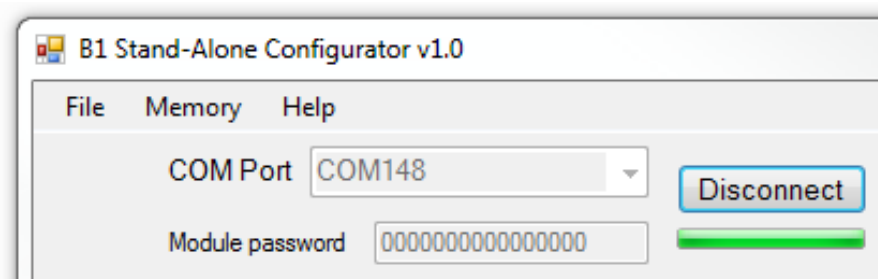 B1 Stand-Alone Configurator v1.0
File Memory Help
COM Port COM148
Disconnect
Module password 0000000000000000